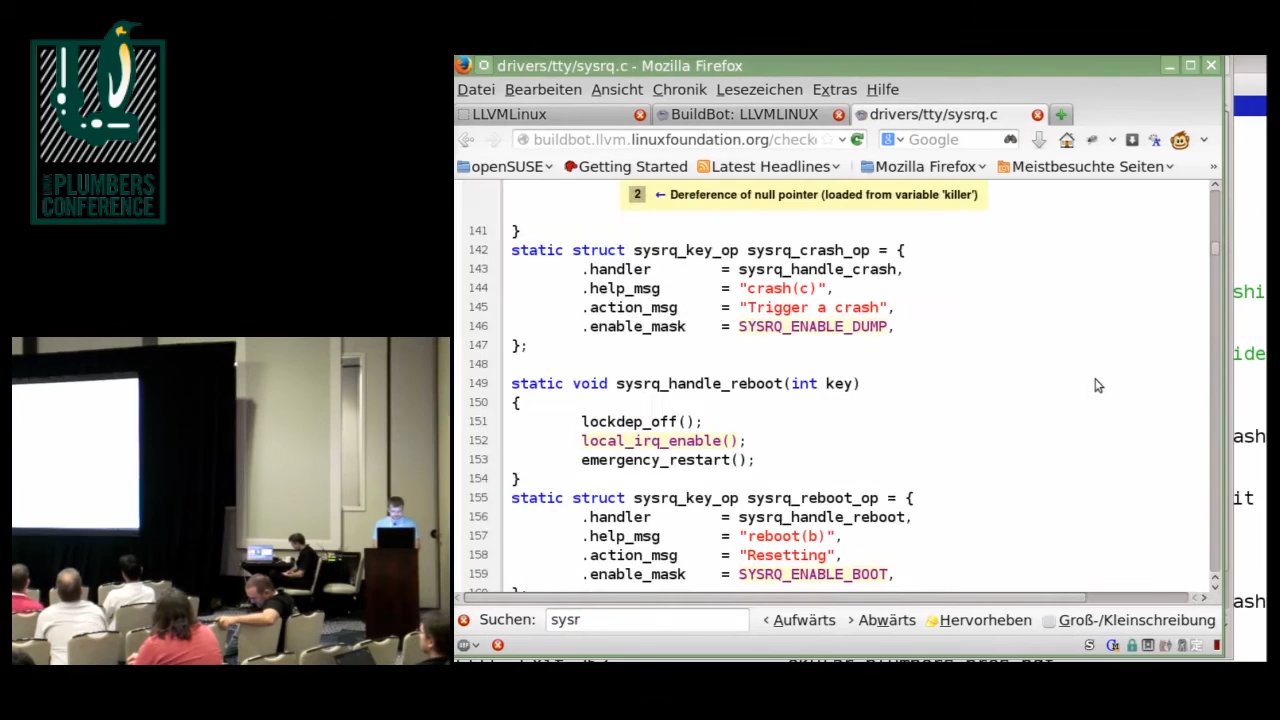 LINUX
PLUMBERS
CONFERENCE
drivers/tty/sysrq.c - Mozilla Firefox
Datei Bearbeiten Ansicht Chronik Lesezeichen Extras Hilfe
LLVMLinux BuildBot: LLVMLINUX drivers/tty/sysrq.c
buildbot.llvm.linuxfoundation.org/check Google
openSUSE Getting Started Latest Headlines Mozilla Firefox Meistbesuchte Seiten »
2 ← Dereference of null pointer (loaded from variable 'killer')
141 }
142 static struct sysrq_key_op sysrq_crash_op = {
143 .handler = sysrq_handle_crash,
144 .help_msg = "crash(c)",
145 .action_msg = "Trigger a crash",
146 .enable_mask = SYSRQ_ENABLE_DUMP,
147 };
148
149 static void sysrq_handle_reboot(int key)
150 {
151 lockdep_off();
152 local_irq_enable();
153 emergency_restart();
154 }
155 static struct sysrq_key_op sysrq_reboot_op = {
156 .handler = sysrq_handle_reboot,
157 .help_msg = "reboot(b)",
158 .action_msg = "Resetting",
159 .enable_mask = SYSRQ_ENABLE_BOOT,
Suchen: sysr < Aufwärts > Abwärts Hervorheben Groß-/Kleinschreibung
shi
ide
ash
it
ash